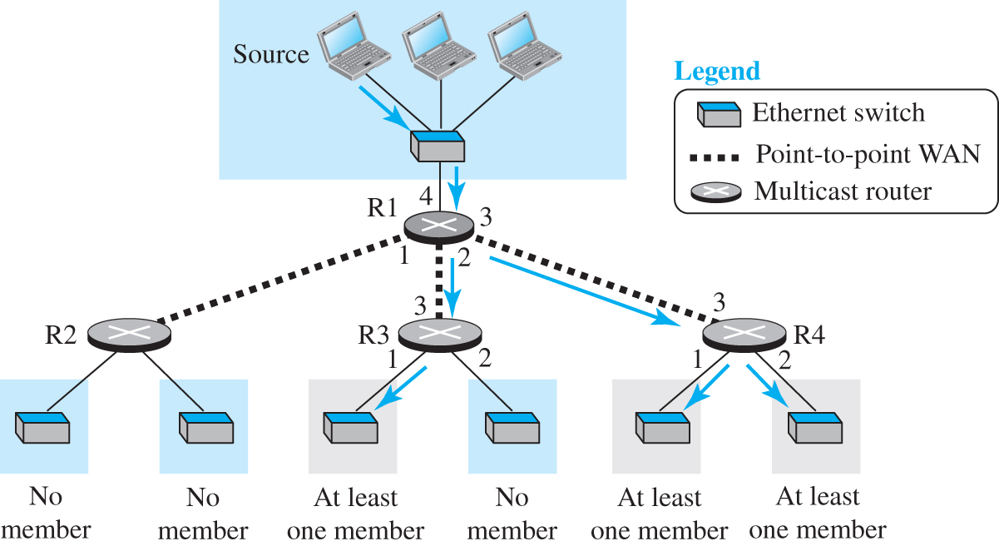 Source
Legend
Ethernet switch
Point-to-point WAN
Multicast router
4
R1
3
1
2
R2
3
R3
1
2
3
R4
1
2
No
member
No
member
At least
one member
No
member
At least
one member
At least
one member